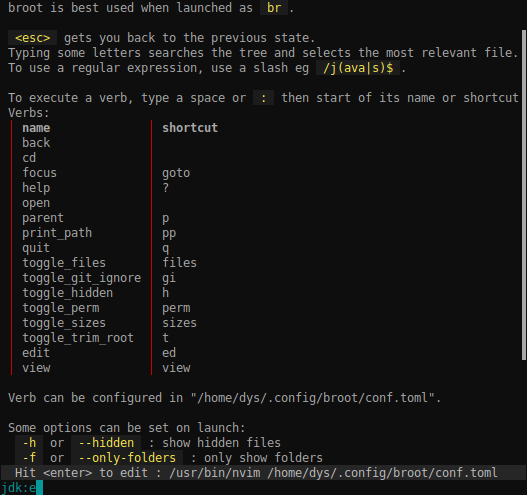 broot is best used when launched as br .
<esc> gets you back to the previous state.
Typing some letters searches the tree and selects the most relevant file.
To use a regular expression, use a slash eg /j(ava|s)$ .
To execute a verb, type a space or : then start of its name or shortcut
Verbs:
name shortcut
back
cd
focus goto
help ?
open
parent p
print_path pp
quit q
toggle_files files
toggle_git_ignore gi
toggle_hidden h
toggle_perm perm
toggle_sizes sizes
toggle_trim_root t
edit ed
view view
Verb can be configured in "/home/dys/.config/broot/conf.toml".
Some options can be set on launch:
-h or --hidden : show hidden files
-f or --only-folders : only show folders
Hit <enter> to edit : /usr/bin/nvim /home/dys/.config/broot/conf.toml
jdk:e